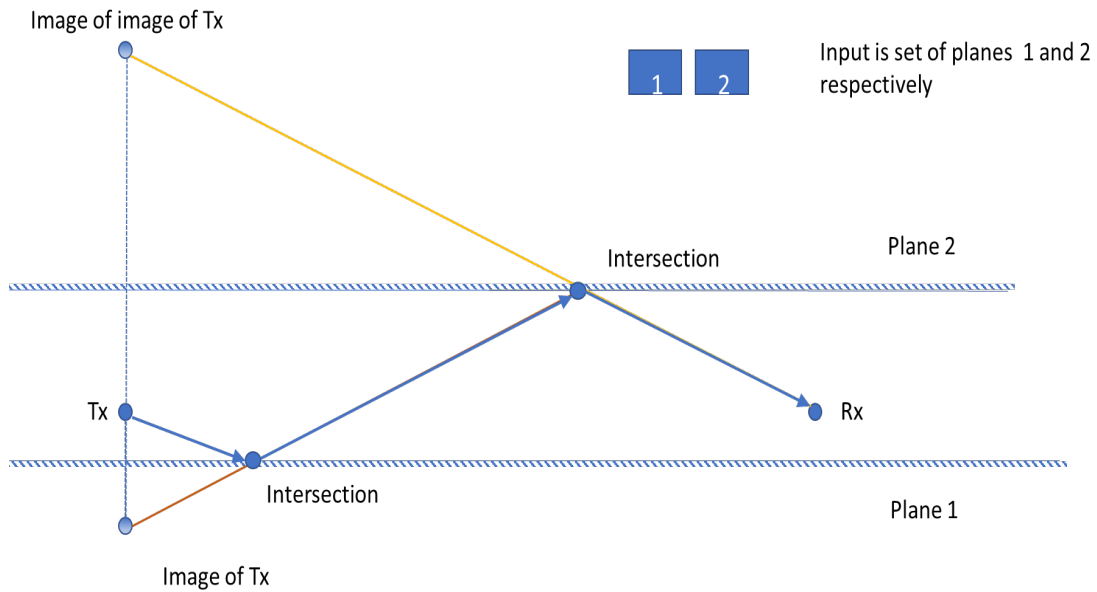 Image of image of Tx
1 2
Input is set of planes 1 and 2
respectively
Plane 2
Intersection
Tx
Rx
Intersection
Plane 1
Image of Tx